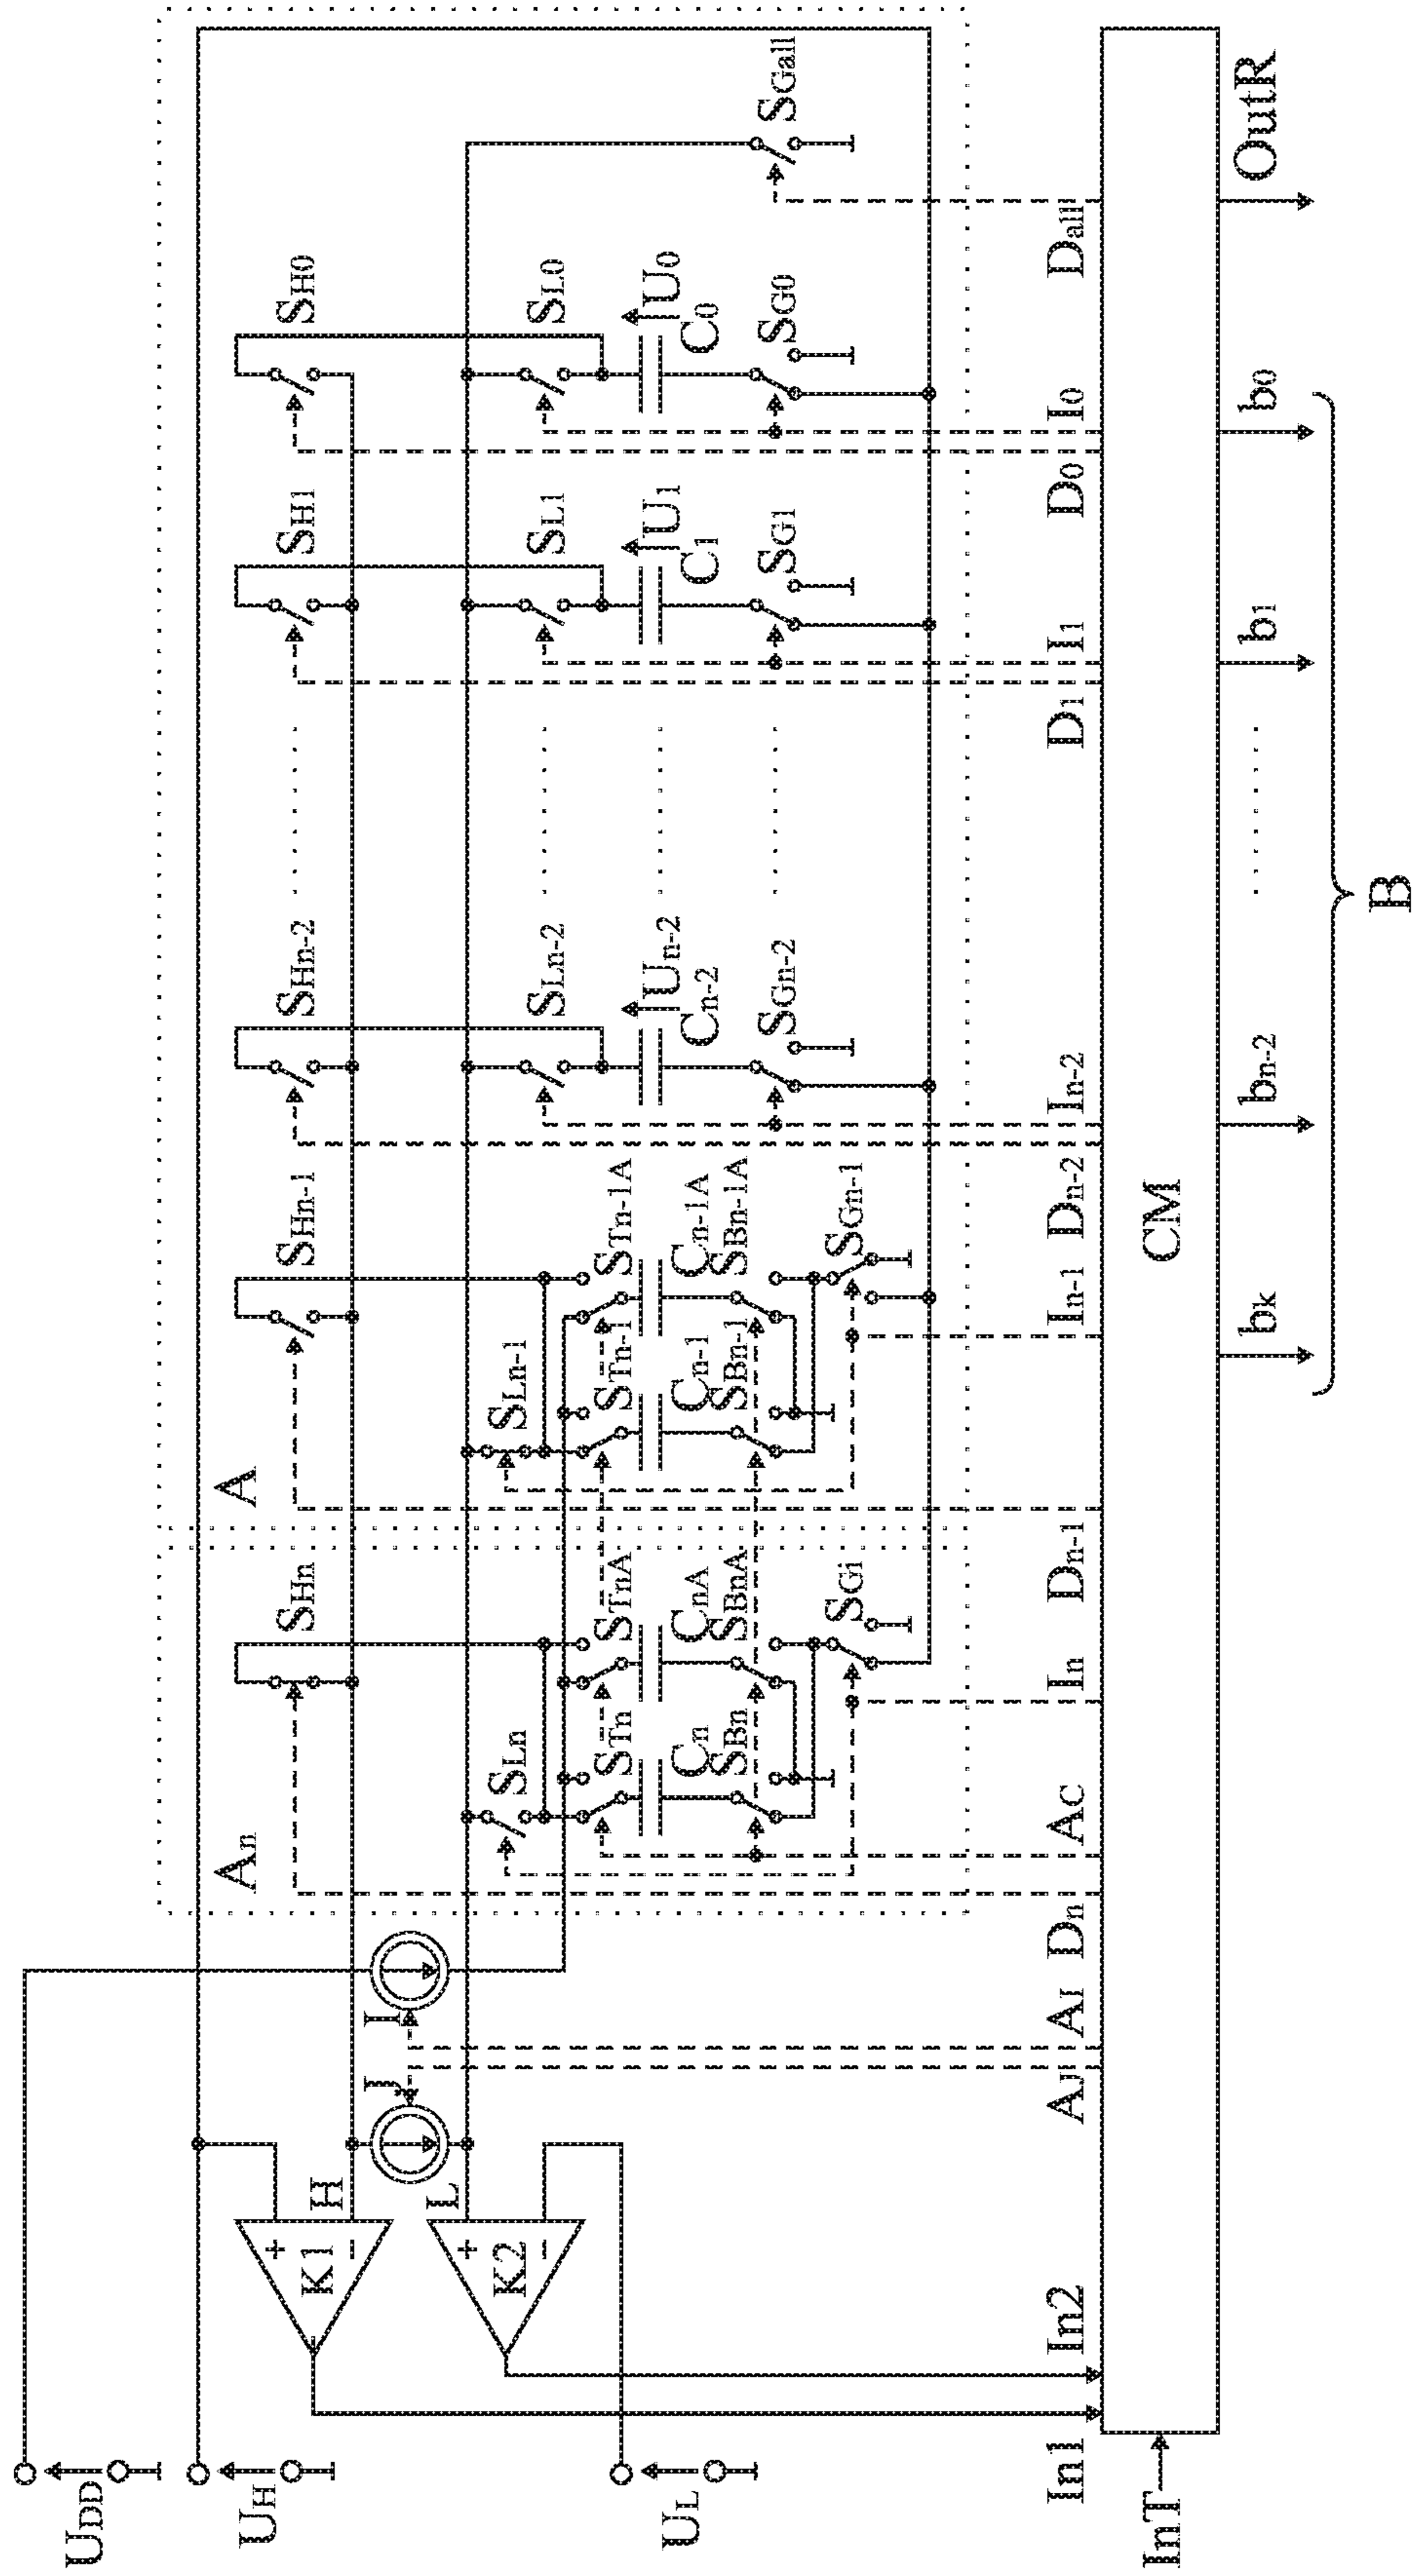 UDD
UH
UL
In1
InT
K1
+
−
H
K2
+
−
L
In2
J
I
AJ
AI
An
SHn
SLn
STn
STnA
Cn
CnA
SBn
SBnA
SGi
Dn
AC
In
A
SHn-1
SLn-1
STn-1
STn-1A
Cn-1
Cn-1A
SBn-1
SBn-1A
SGn-1
Dn-1
In-1
SHn-2
SLn-2
Un-2
Cn-2
SGn-2
Dn-2
In-2
SH1
SL1
U1
C1
SG1
D1
I1
SH0
SL0
U0
C0
SG0
D0
I0
SGall
Dall
CM
bk
bn-2
b1
b0
OutR
B